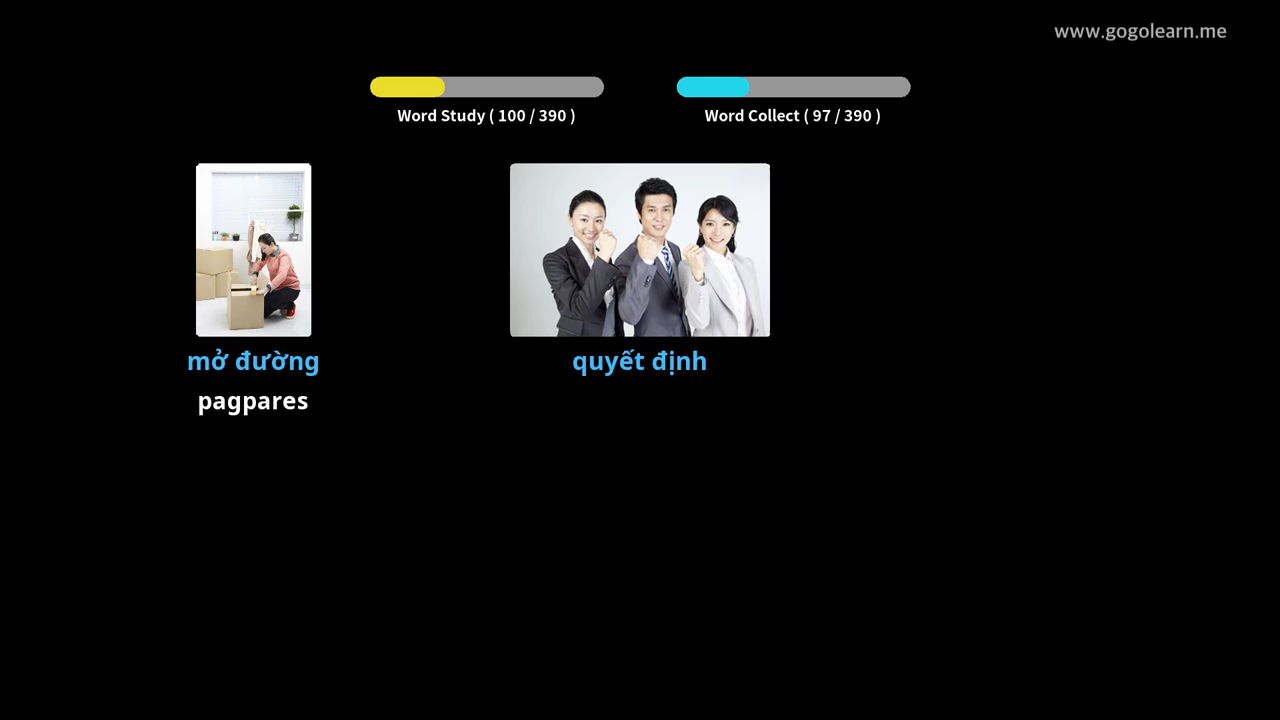 www.gogolearn.me
Word Study ( 100 / 390 )
Word Collect ( 97 / 390 )
mở đường
pagpares
quyết định